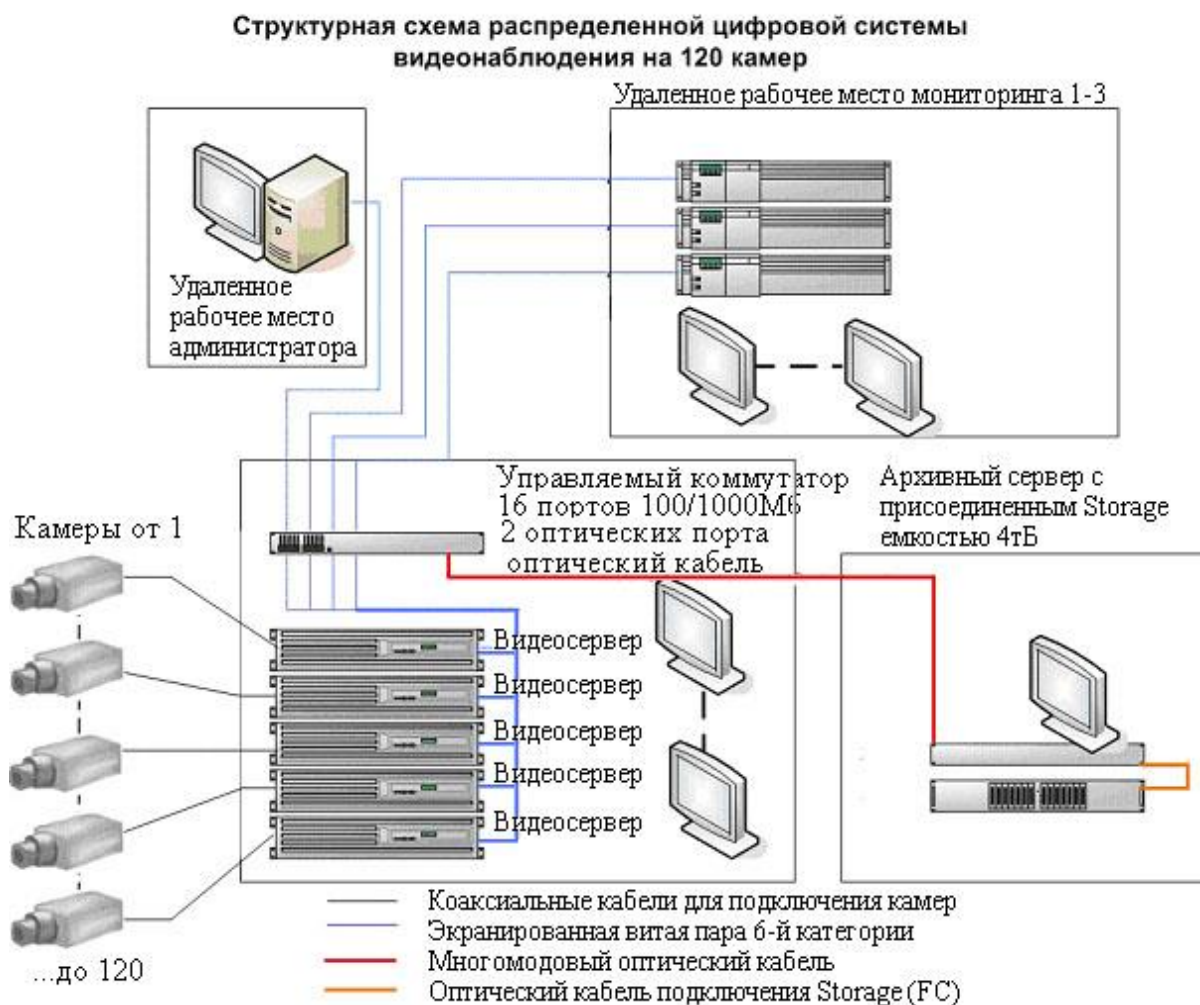 Структурная схема распределенной цифровой системы
видеонаблюдения на 120 камер
Удаленное рабочее место мониторинга 1-3
Удаленное
рабочее место
администратора
Управляемый коммутатор
16 портов 100/1000Мб
2 оптических порта
оптический кабель
Архивный сервер с
присоединенным Storage
емкостью 4тБ
Камеры от 1
Видеосервер
Видеосервер
Видеосервер
Видеосервер
Видеосервер
...до 120
Коаксиальные кабели для подключения камер
Экранированная витая пара 6-й категории
Многомодовый оптический кабель
Оптический кабель подключения Storage (FC)